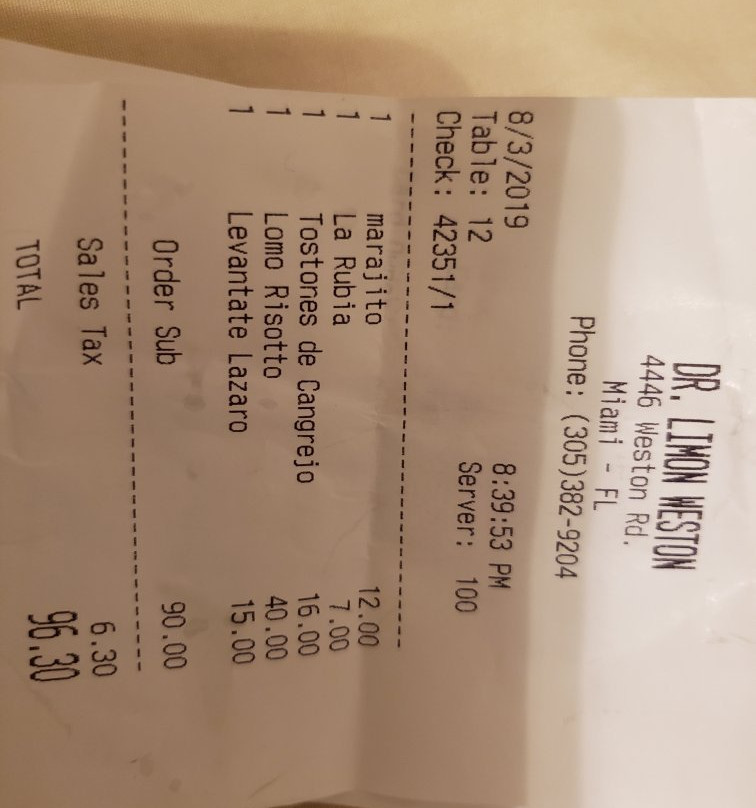 DR. LIMON WESTON
4446 Weston Rd.
Miami - FL
Phone: (305)382-9204
8/3/2019 8:39:53 PM
Table: 12 Server: 100
Check: 42351/1
1 marajito 12.00
1 La Rubia 7.00
1 Tostones de Cangrejo 16.00
1 Lomo Risotto 40.00
1 Levantate Lazaro 15.00
Order Sub 90.00
Sales Tax 6.30
TOTAL 96.30